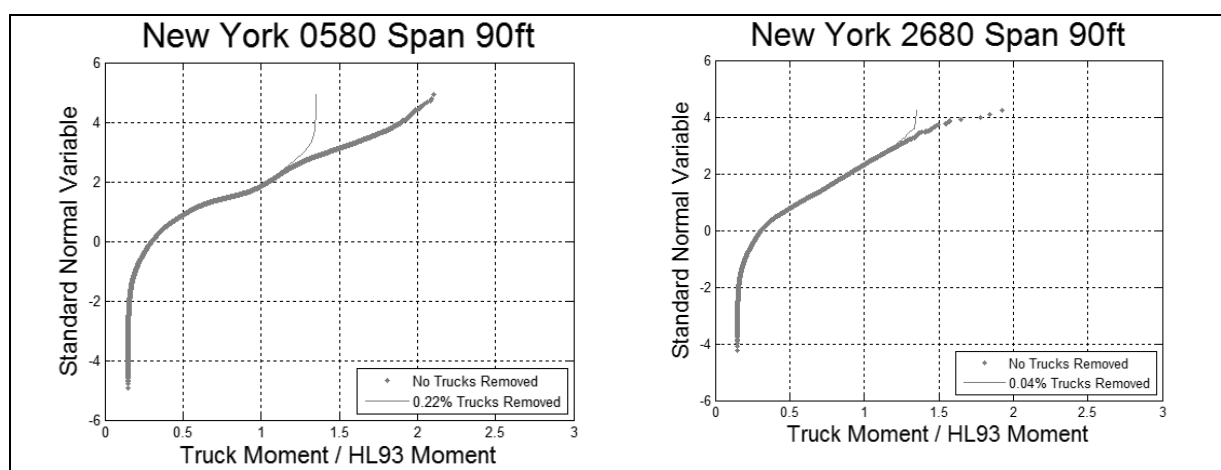 New York 0580 Span 90ft
6
4
2
0
-2
-4
-6
Standard Normal Variable
No Trucks Removed
0.22% Trucks Removed
0 0.5 1 1.5 2 2.5 3
Truck Moment / HL93 Moment
New York 2680 Span 90ft
6
4
2
0
-2
-4
-6
Standard Normal Variable
No Trucks Removed
0.04% Trucks Removed
0 0.5 1 1.5 2 2.5 3
Truck Moment / HL93 Moment